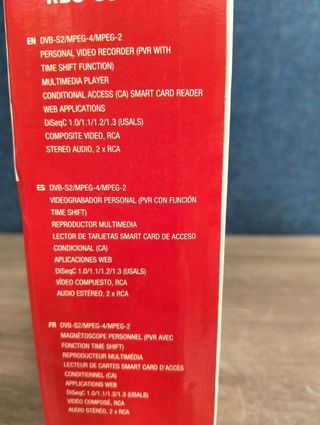 EN DVB-S2/MPEG-4/MPEG-2
PERSONAL VIDEO RECORDER (PVR WITH
TIME SHIFT FUNCTION)
MULTIMEDIA PLAYER
CONDITIONAL ACCESS (CA) SMART CARD READER
WEB APPLICATIONS
DiSeqC 1.0/1.1/1.2/1.3 (USALS)
COMPOSITE VIDEO, RCA
STEREO AUDIO, 2 x RCA
ES DVB-S2/MPEG-4/MPEG-2
VIDEOGRABADOR PERSONAL (PVR CON FUNCIÓN
TIME SHIFT)
REPRODUCTOR MULTIMEDIA
LECTOR DE TARJETAS SMART CARD DE ACCESO
CONDICIONAL (CA)
APLICACIONES WEB
DiSEqC 1.0/1.1/1.2/1.3 (USALS)
VÍDEO COMPUESTO, RCA
AUDIO ESTÉREO, 2 x RCA
FR DVB-S2/MPEG-4/MPEG-2
MAGNÉTOSCOPE PERSONNEL (PVR AVEC
FONCTION TIME SHIFT)
REPRODUCTEUR MULTIMÉDIA
LECTEUR DE CARTES SMART CARD D'ACCÈS
CONDITIONNEL (CA)
APPLICATIONS WEB
DiSEqC 1.0/1.1/1.2/1.3 (USALS)
VIDÉO COMPOSÉ, RCA
AUDIO STÉRÉO, 2 x RCA